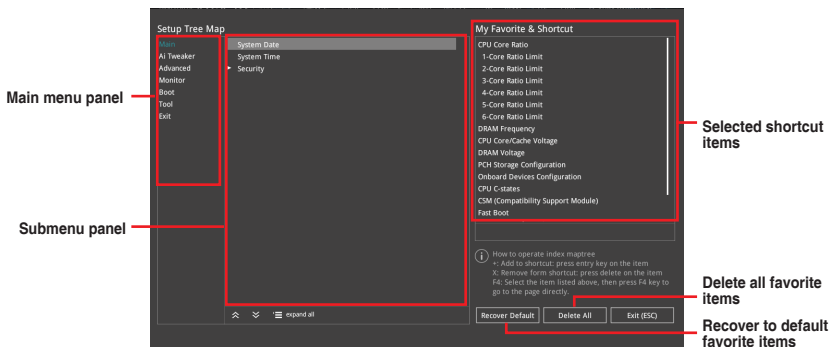 Setup Tree Map
My Favorite & Shortcut
Main
Ai Tweaker
Advanced
Monitor
Boot
Tool
Exit
System Date
System Time
Security
CPU Core Ratio
1-Core Ratio Limit
2-Core Ratio Limit
3-Core Ratio Limit
4-Core Ratio Limit
5-Core Ratio Limit
6-Core Ratio Limit
DRAM Frequency
CPU Core/Cache Voltage
DRAM Voltage
PCH Storage Configuration
Onboard Devices Configuration
CPU C-states
CSM (Compatibility Support Module)
Fast Boot
Main menu panel
Submenu panel
Selected shortcut
items
How to operate index maptree
+: Add to shortcut: press entry key on the item
X: Remove form shortcut: press delete on the item
F4: Select the item listed above, then press F4 key to
go to the page directly.
expand all
Recover Default
Delete All
Exit (ESC)
Delete all favorite
items
Recover to default
favorite items